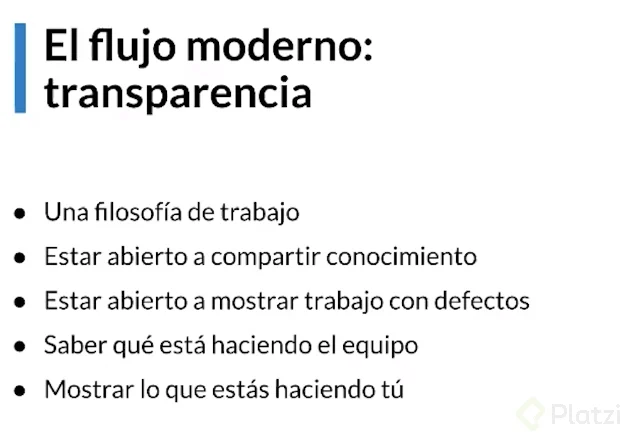 El flujo moderno:
transparencia
● Una filosofía de trabajo
● Estar abierto a compartir conocimiento
● Estar abierto a mostrar trabajo con defectos
● Saber qué está haciendo el equipo
● Mostrar lo que estás haciendo tú
Platzi